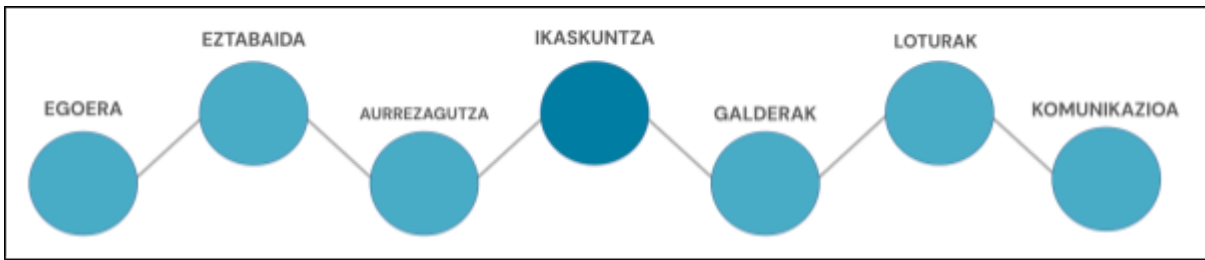 EGOERA
EZTABAIDA
AURREZAGUTZA
IKASKUNTZA
GALDERAK
LOTURAK
KOMUNIKAZIOA